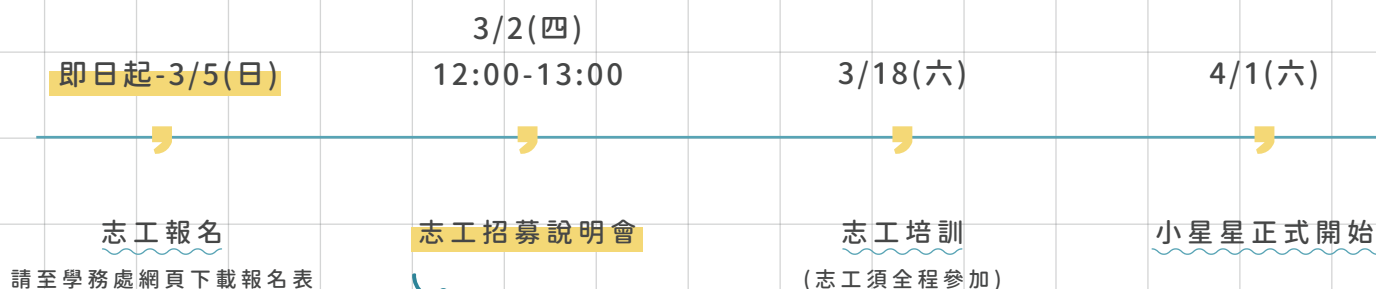 即日起-3/5(日)
志工報名
請至學務處網頁下載報名表
3/2(四)
12:00-13:00
志工招募說明會
3/18(六)
志工培訓
(志工須全程參加)
4/1(六)
小星星正式開始